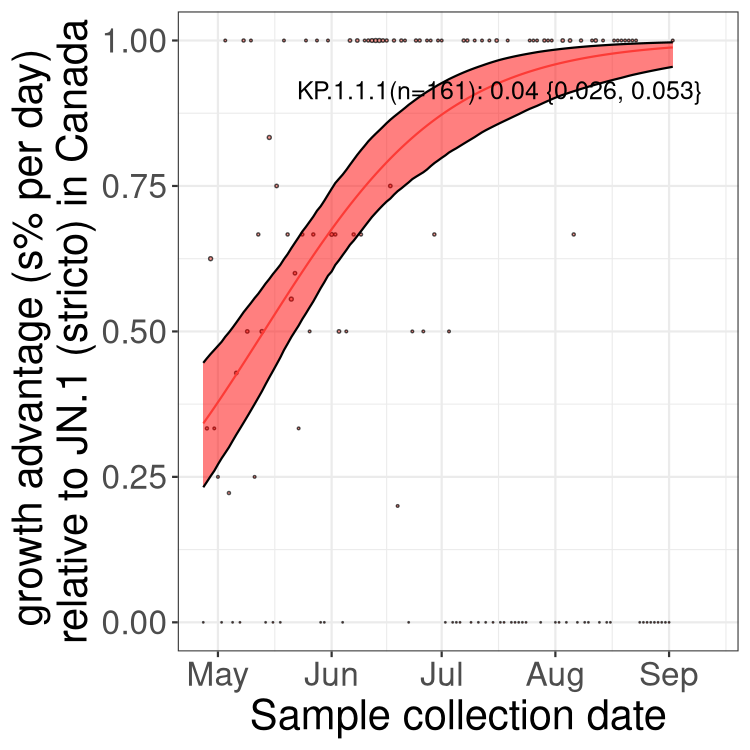 growth advantage (s% per day)
relative to JN.1 (stricto) in Canada
1.00
0.75
0.50
0.25
0.00
KP.1.1.1(n=161): 0.04 {0.026, 0.053}
May Jun Jul Aug Sep
Sample collection date